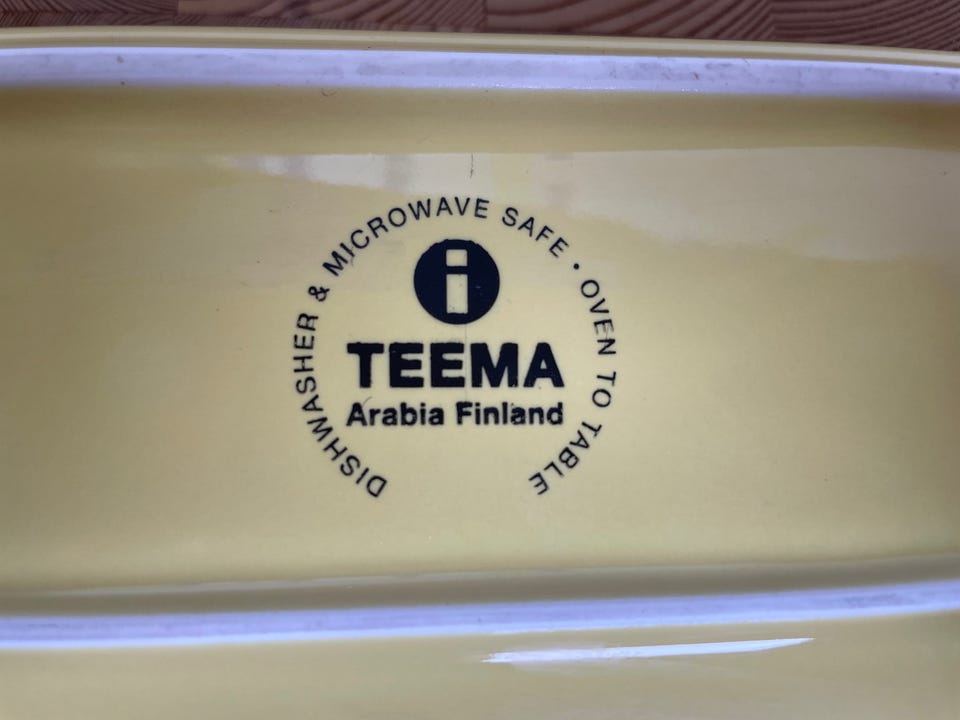 DISHWASHER & MICROWAVE SAFE · OVEN TO TABLE
i
TEEMA
Arabia Finland